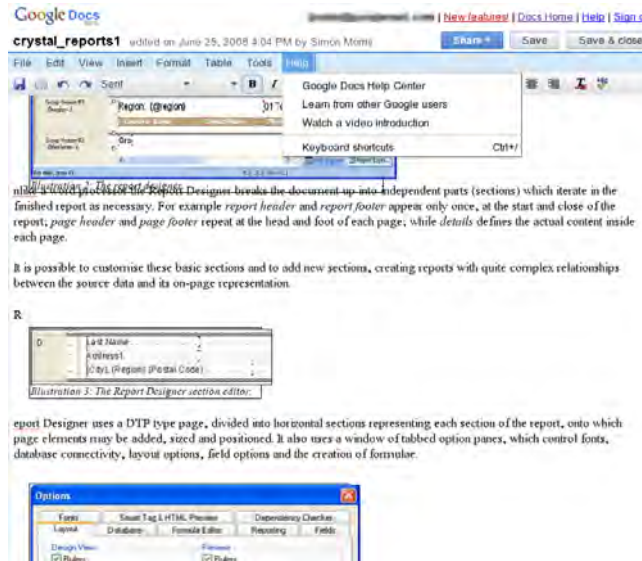 Google Docs
New features! | Docs Home | Help | Sign
crystal_reports1 edited on June 25, 2008 4:04 PM by Simon Morris
Share Save Save & close
File Edit View Insert Format Table Tools Help
Serif B I
Google Docs Help Center
Learn from other Google users
Watch a video introduction
Keyboard shortcuts Ctrl+/
Region: {@region}
Illustration 2: The report designer
nlike a word processor the Report Designer breaks the document up into independent parts (sections) which iterate in the
finished report as necessary. For example report header and report footer appear only once, at the start and close of the
report; page header and page footer repeat at the head and foot of each page; while details defines the actual content inside
each page.
It is possible to customise these basic sections and to add new sections, creating reports with quite complex relationships
between the source data and its on-page representation.
R
D
Last Name
Address1
(City), (Region) (Postal Code)
Illustration 3: The Report Designer section editor.
eport Designer uses a DTP type page, divided into horizontal sections representing each section of the report, onto which
page elements may be added, sized and positioned. It also uses a window of tabbed option panes, which control fonts,
database connectivity, layout options, field options and the creation of formulae.
Options
Fonts Smart Tag & HTML Preview Dependency Checker
Layout Database Formula Editor Reporting Fields
Design View Preview
Rulers Rulers